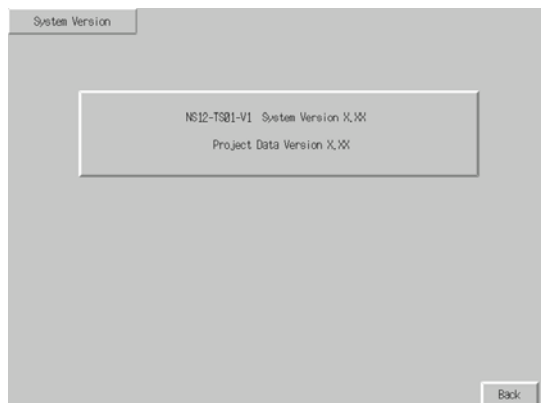 System Version
NS12-TS01-V1 System Version X.XX
Project Data Version X.XX
Back